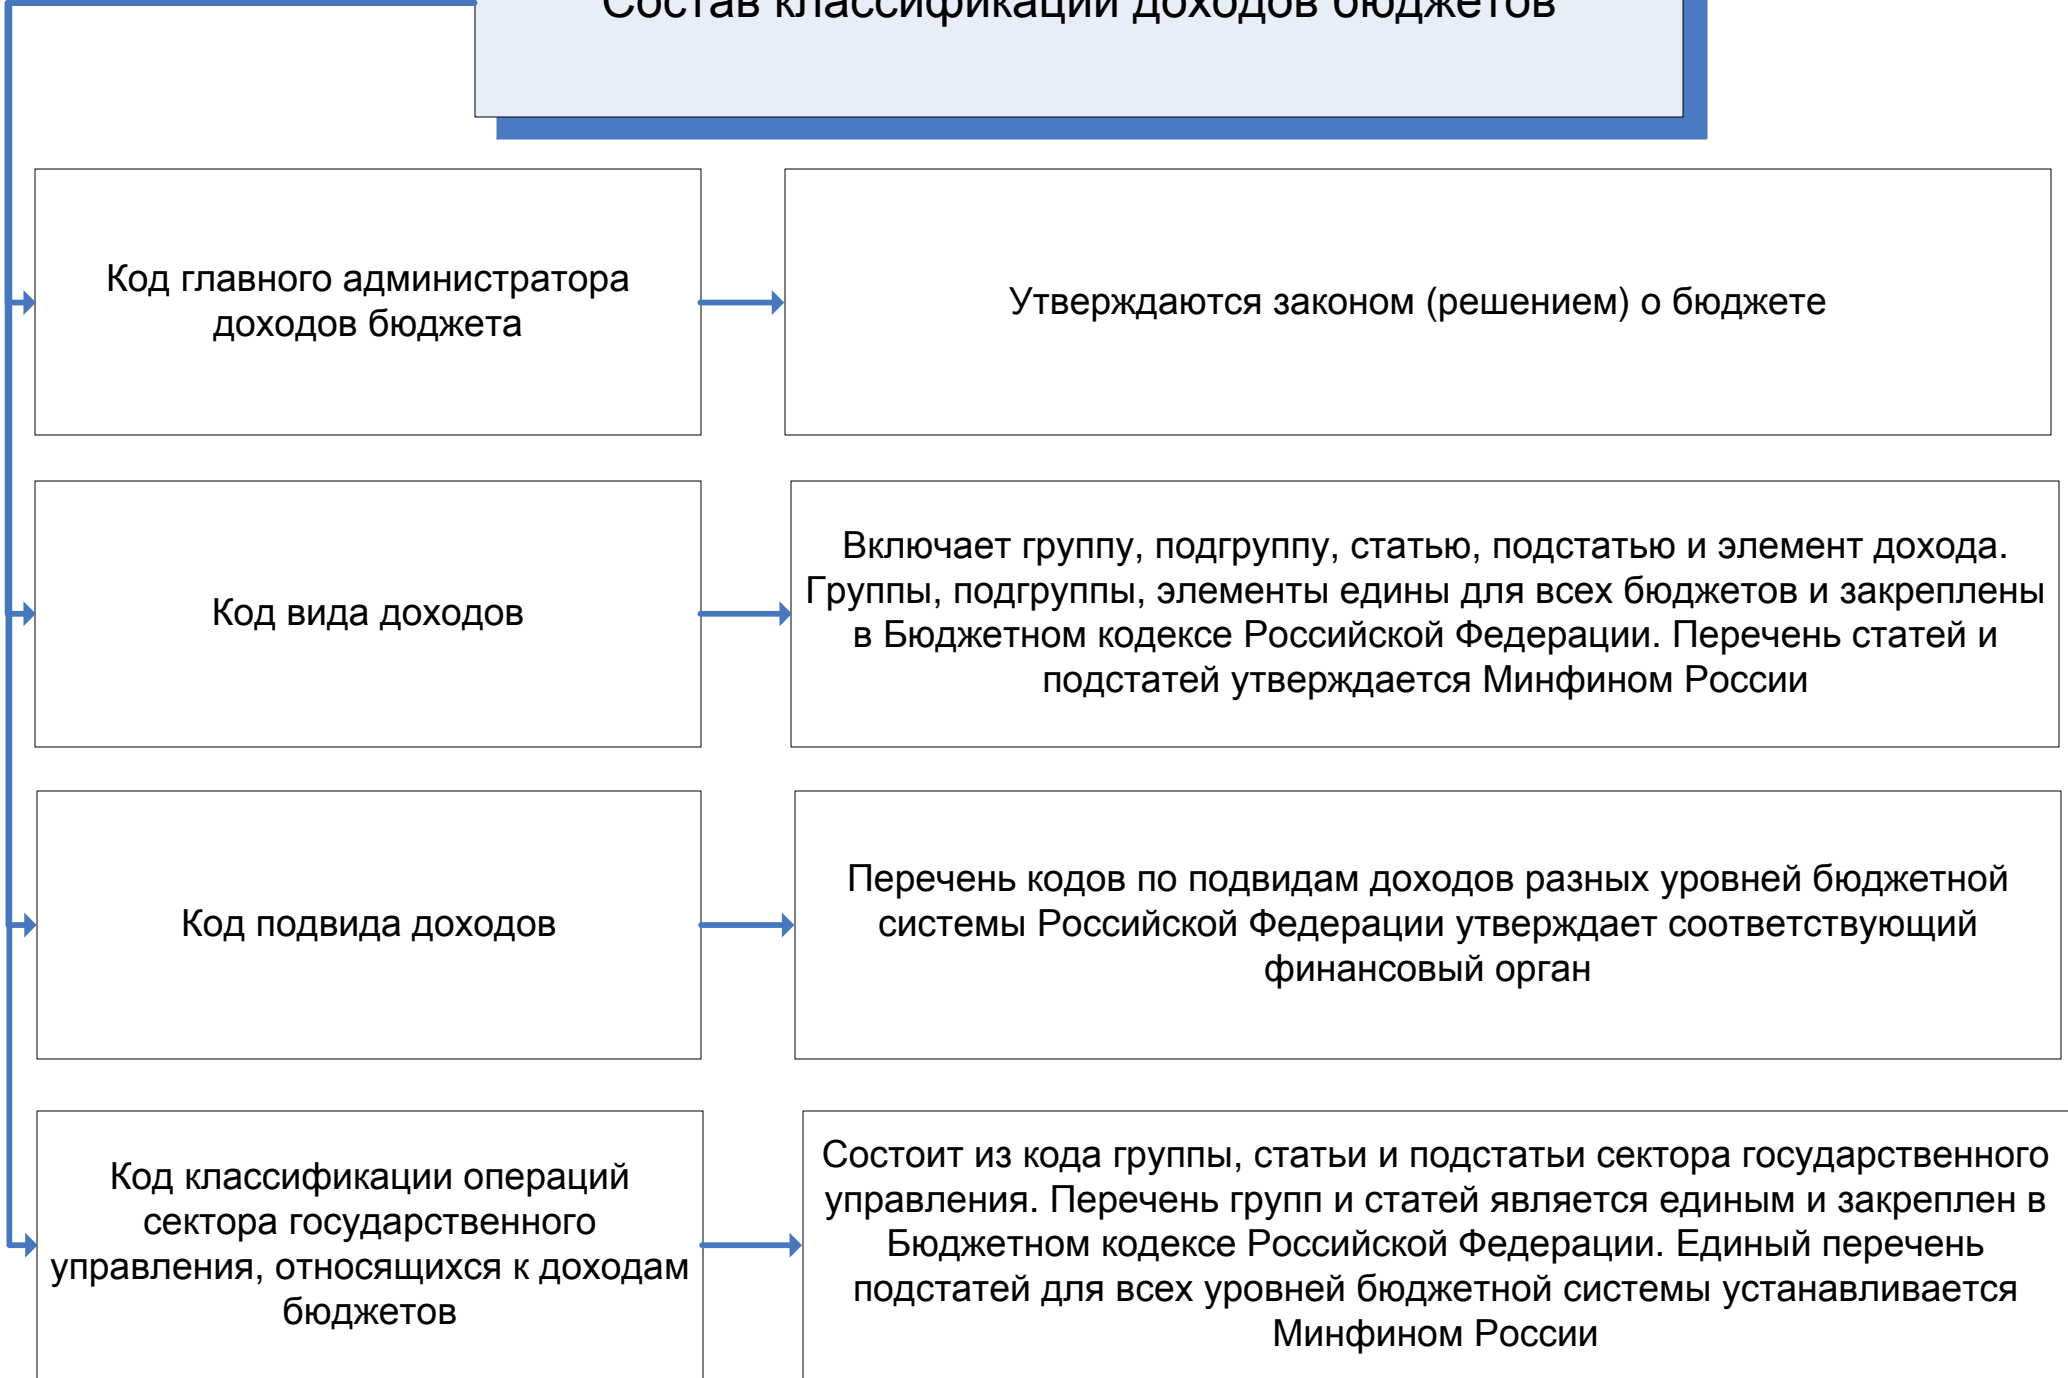 Состав классификации доходов бюджетов
Код главного администратора
доходов бюджета
Утверждаются законом (решением) о бюджете
Код вида доходов
Включает группу, подгруппу, статью, подстатью и элемент дохода.
Группы, подгруппы, элементы едины для всех бюджетов и закреплены
в Бюджетном кодексе Российской Федерации. Перечень статей и
подстатей утверждается Минфином России
Код подвида доходов
Перечень кодов по подвидам доходов разных уровней бюджетной
системы Российской Федерации утверждает соответствующий
финансовый орган
Код классификации операций
сектора государственного
управления, относящихся к доходам
бюджетов
Состоит из кода группы, статьи и подстатьи сектора государственного
управления. Перечень групп и статей является единым и закреплен в
Бюджетном кодексе Российской Федерации. Единый перечень
подстатей для всех уровней бюджетной системы устанавливается
Минфином России